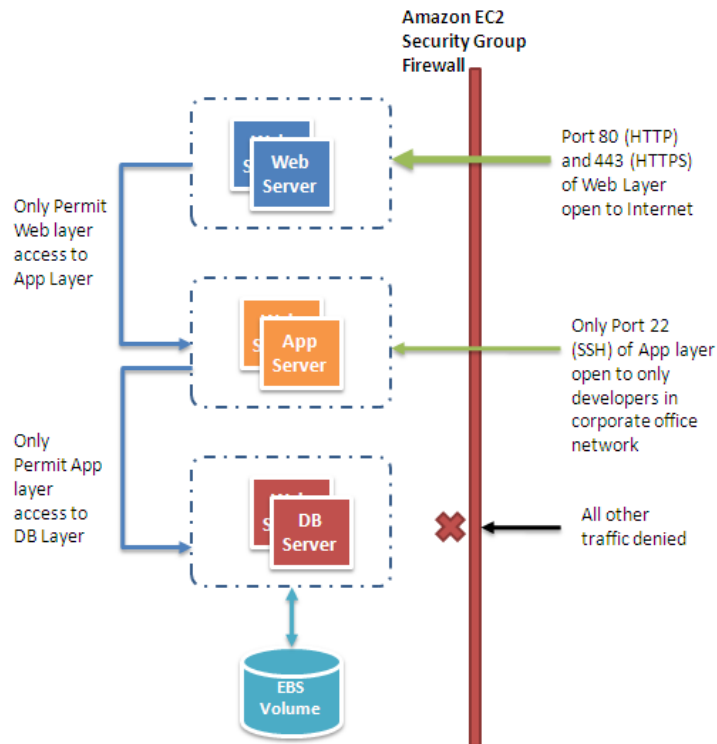 Amazon EC2
Security Group
Firewall
Web
Server
Port 80 (HTTP)
and 443 (HTTPS)
of Web Layer
open to Internet
Only Permit
Web layer
access to
App Layer
App
Server
Only Port 22
(SSH) of App layer
open to only
developers in
corporate office
network
Only
Permit App
layer
access to
DB Layer
DB
Server
All other
traffic denied
EBS
Volume